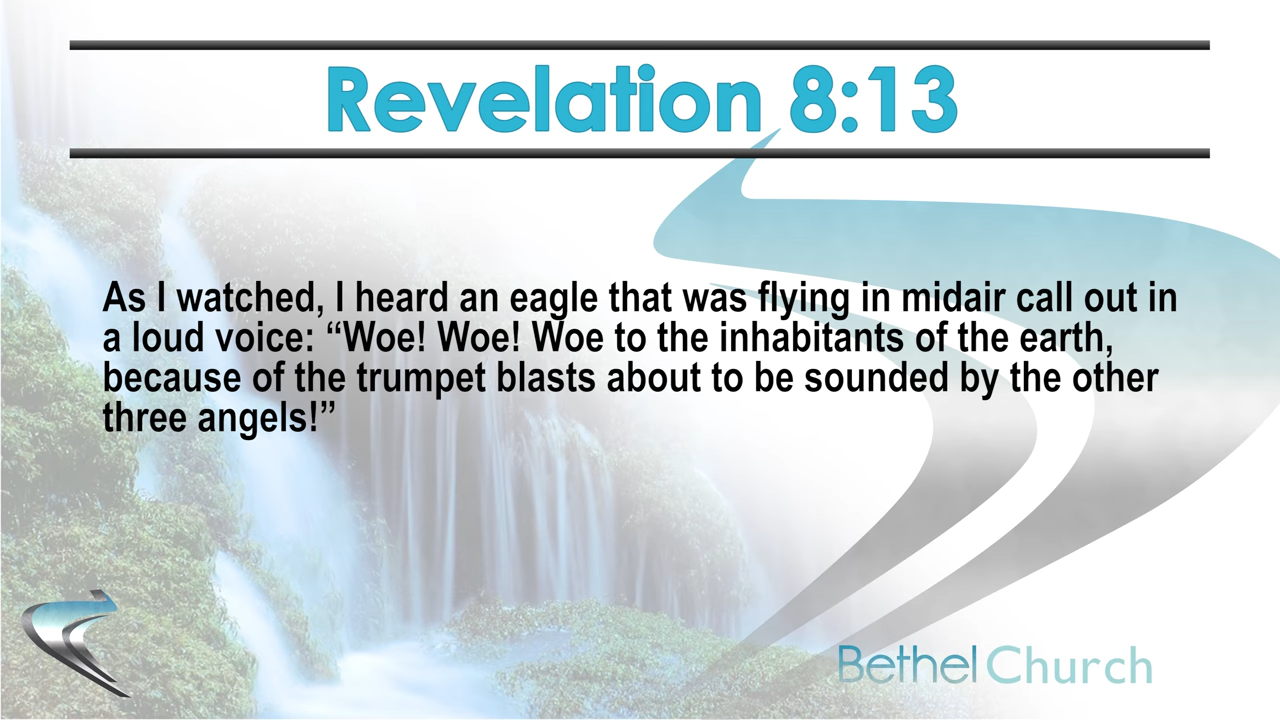 Revelation 8:13
As I watched, I heard an eagle that was flying in midair call out in
a loud voice: “Woe! Woe! Woe to the inhabitants of the earth,
because of the trumpet blasts about to be sounded by the other
three angels!”
Bethel Church